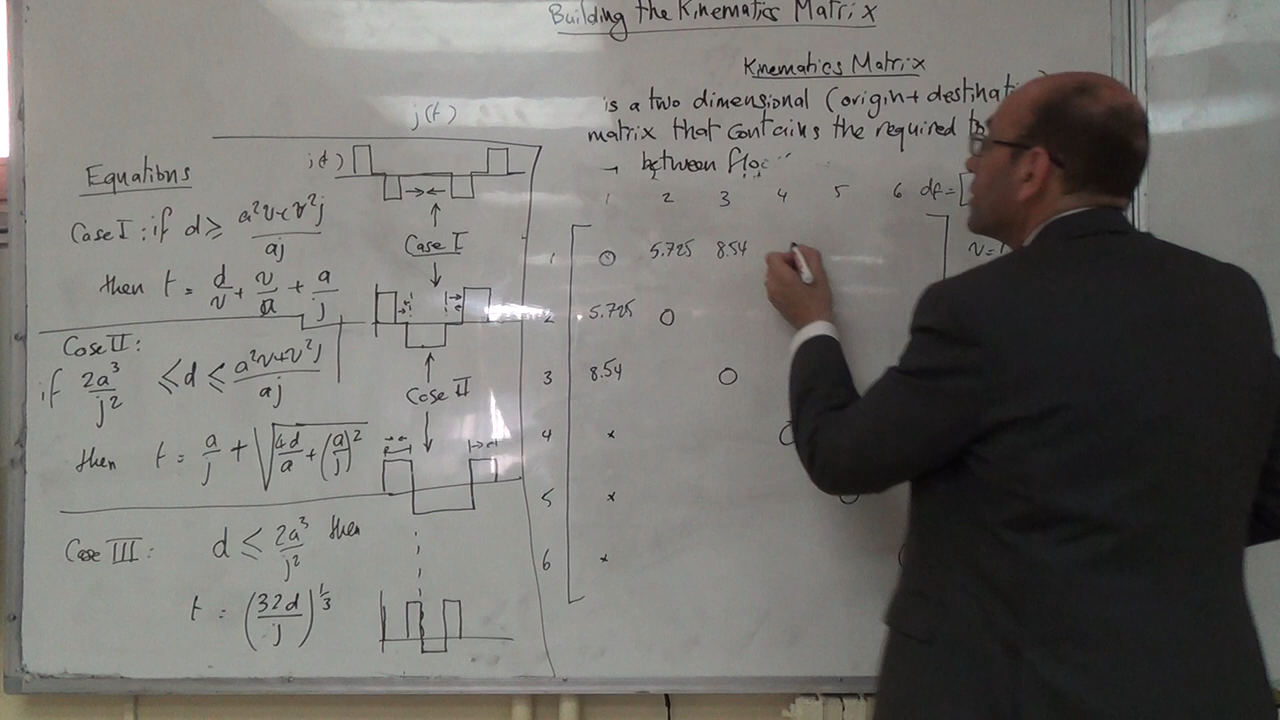 Building the Kinematics Matrix
Kinematics Matrix
is a two dimensional (origin+
matrix that contains the required
between
j(t)
j(t)
Case I
Case II
Equations
Case I: if d ≥ (a²v+v²j)/(aj)
then t = d/v + v/a + a/j
Case II:
if 2a³/j² ≤ d ≤ (a²v+v²j)/(aj)
then t = a/j + √(4d/a + (a/j)²)
Case III: d ≤ 2a³/j² then
t = (32d/j)^(1/3)
1 2 3 4 5 6 df=[
1 0 5.725 8.54 v=1
2 5.725 0
3 8.54 0
4 * 0
5 * 0
6 * 0